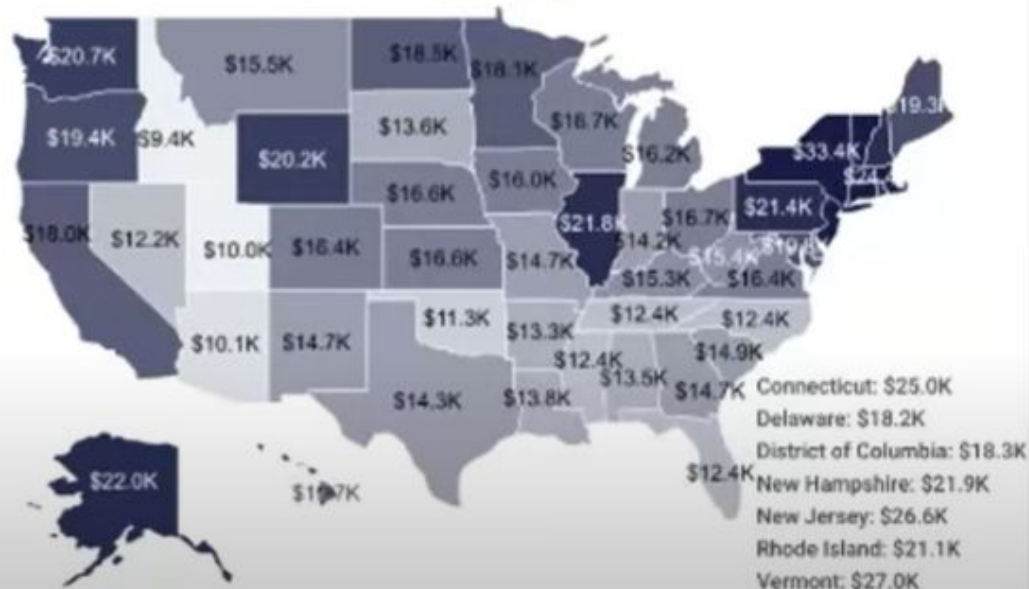 $20.7K
$15.5K
$18.5K
$18.1K
$19.3
$19.4K
$9.4K
$13.6K
$16.7K
$16.2K
$33.4K
$20.2K
$16.6K
$16.0K
$21.8K
$16.7K
$21.4K
$18.0K
$12.2K
$10.0K
$16.4K
$16.6K
$14.7K
$14.2K
$15.4K
$15.3K
$16.4K
$10.1K
$14.7K
$11.3K
$13.3K
$12.4K
$12.4K
$12.4K
$14.9K
$14.3K
$13.8K
$13.5K
$14.7K
$12.4K
$22.0K
Connecticut: $25.0K
Delaware: $18.2K
District of Columbia: $18.3K
New Hampshire: $21.9K
New Jersey: $26.6K
Rhode Island: $21.1K
Vermont: $27.0K